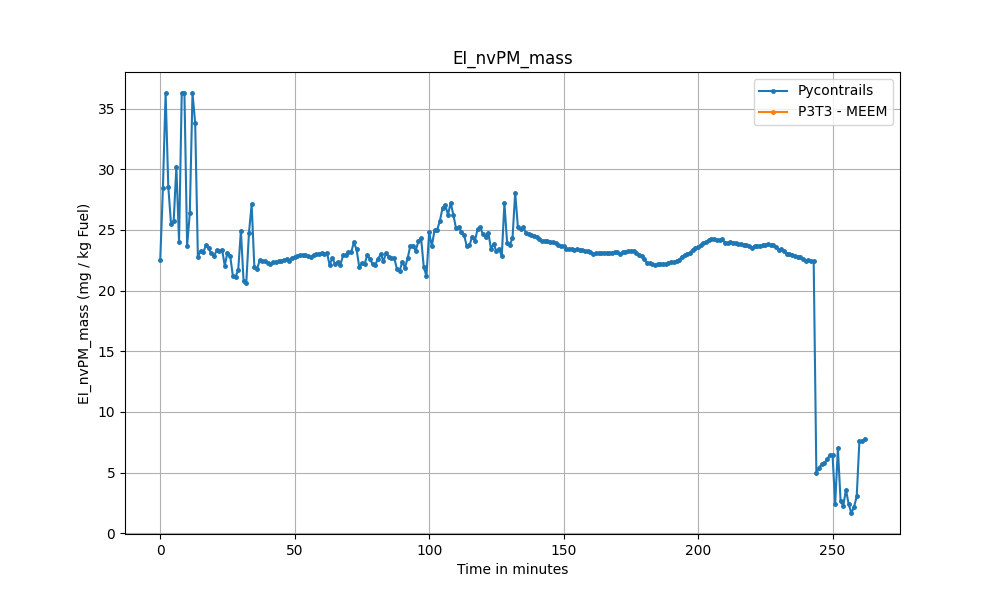 EI_nvPM_mass
Pycontrails
P3T3 - MEEM
EI_nvPM_mass (mg / kg Fuel)
35
30
25
20
15
10
5
0
0 50 100 150 200 250
Time in minutes